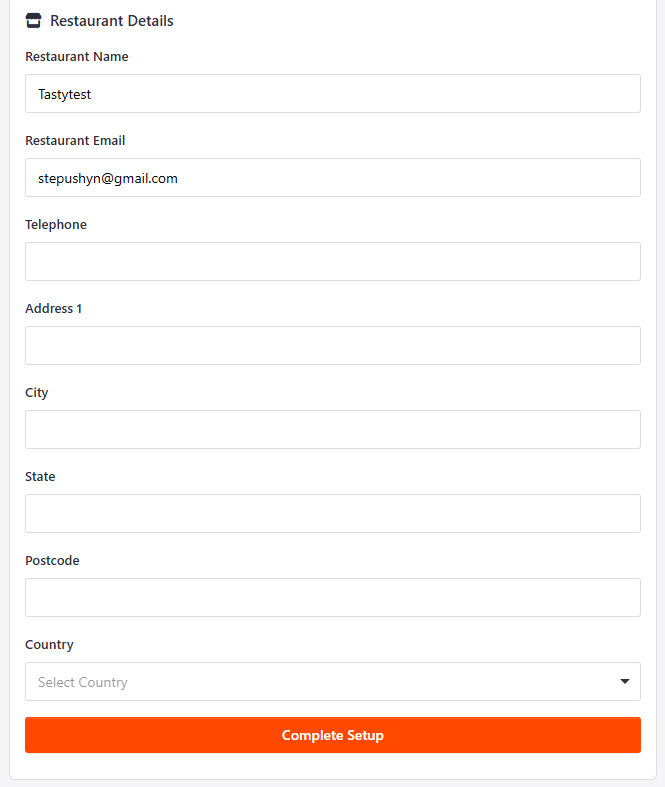 Restaurant Details
Restaurant Name
Tastytest
Restaurant Email
stepushyn@gmail.com
Telephone
Address 1
City
State
Postcode
Country
Select Country
Complete Setup